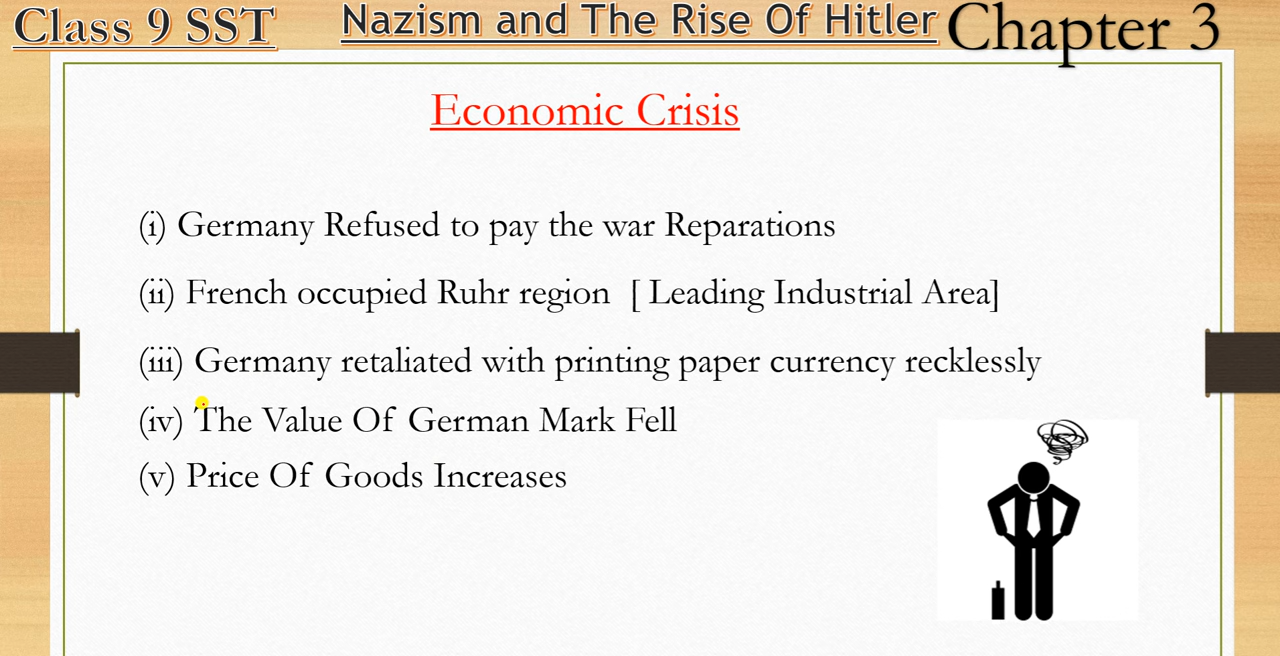 Class 9 SST Nazism and The Rise Of Hitler Chapter 3
Economic Crisis
(i) Germany Refused to pay the war Reparations
(ii) French occupied Ruhr region [ Leading Industrial Area]
(iii) Germany retaliated with printing paper currency recklessly
(iv) The Value Of German Mark Fell
(v) Price Of Goods Increases